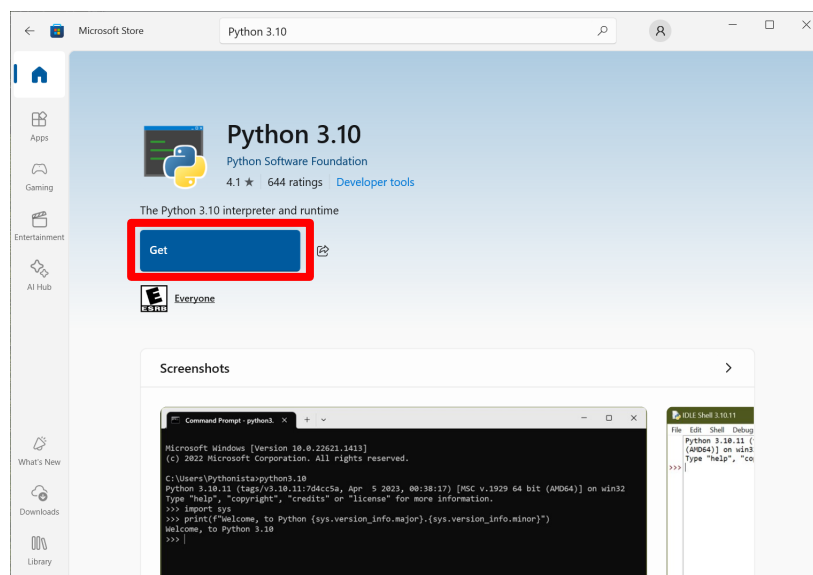 Microsoft Store
Python 3.10
Apps
Gaming
Entertainment
AI Hub
What's New
Downloads
Library
Python 3.10
Python Software Foundation
4.1 ★ 644 ratings Developer tools
The Python 3.10 interpreter and runtime
Get
E
ESRB
Everyone
Screenshots
Command Prompt - python3.
Microsoft Windows [Version 10.0.22621.1413]
(c) 2022 Microsoft Corporation. All rights reserved.
C:\Users\Pythonista>python3.10
Python 3.10.11 (tags/v3.10.11:7d4cc5a, Apr  5 2023, 00:38:17) [MSC v.1929 64 bit (AMD64)] on win32
Type "help", "copyright", "credits" or "license" for more information.
>>> import sys
>>> print(f"Welcome, to Python {sys.version_info.major}.{sys.version_info.minor}")
Welcome, to Python 3.10
>>>
IDLE Shell 3.10.11
File Edit Shell Debug
Python 3.10.11 (
(AMD64)] on win3
Type "help", "co
>>>